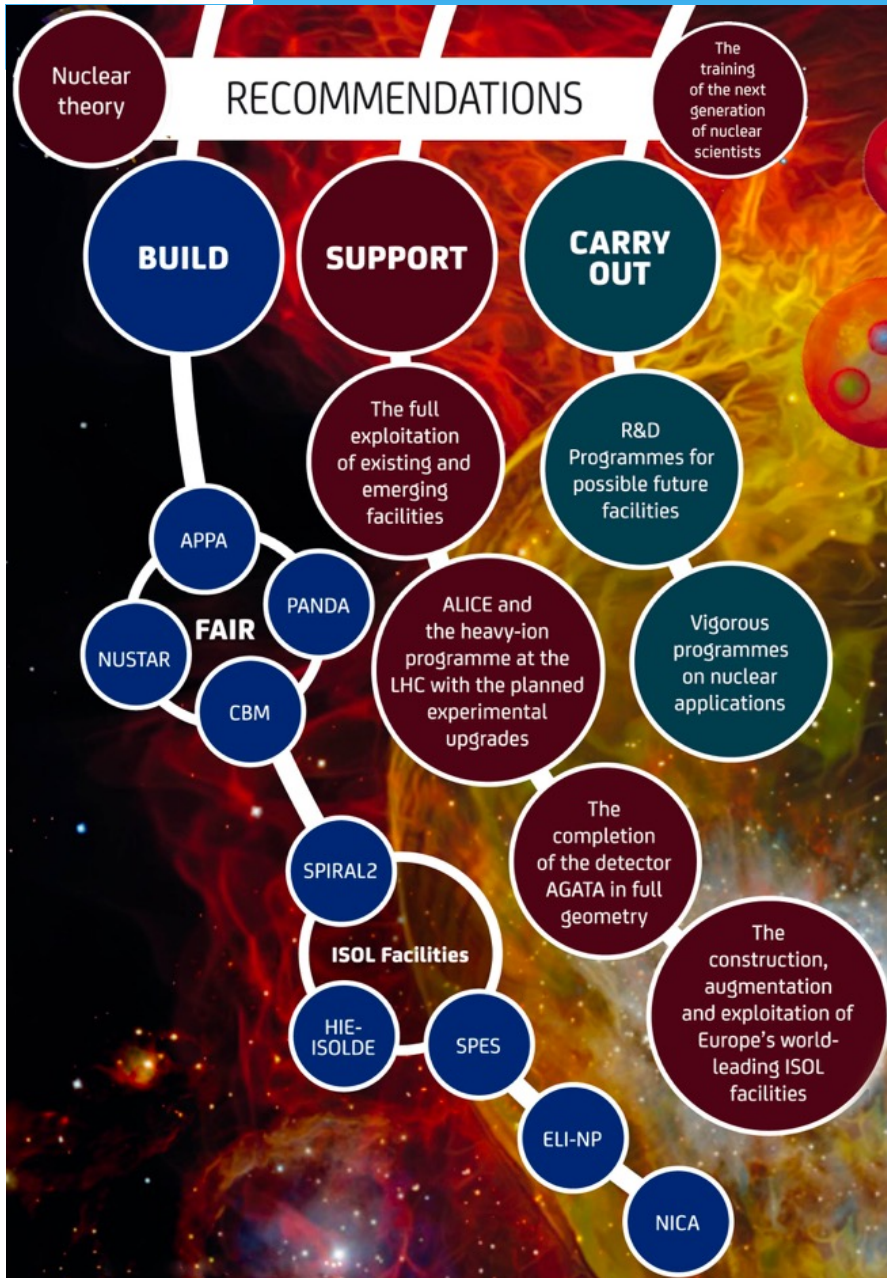 Nuclear
theory
RECOMMENDATIONS
The
training
of the next
generation
of nuclear
scientists
BUILD
SUPPORT
CARRY
OUT
The full
exploitation
of existing and
emerging
facilities
R&D
Programmes for
possible future
facilities
APPA
PANDA
FAIR
NUSTAR
CBM
ALICE and
the heavy-ion
programme at the
LHC with the planned
experimental
upgrades
Vigorous
programmes
on nuclear
applications
The
completion
of the detector
AGATA in full
geometry
SPIRAL2
ISOL Facilities
HIE-
ISOLDE
SPES
The
construction,
augmentation
and exploitation of
Europe's world-
leading ISOL
facilities
ELI-NP
NICA